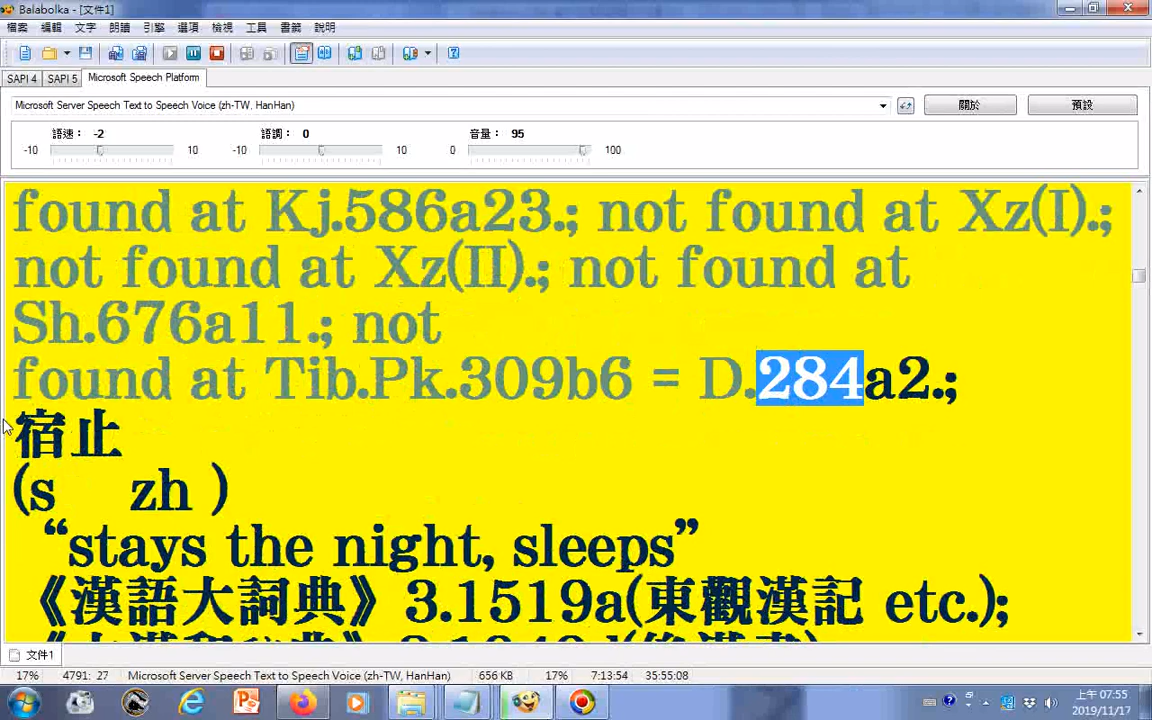 Balabolka - [文件1]
檔案 編輯 文字 朗讀 引擎 選項 檢視 工具 書籤 說明
SAPI 4 SAPI 5 Microsoft Speech Platform
Microsoft Server Speech Text to Speech Voice (zh-TW, HanHan) 關於 預設
語速： -2 語調： 0 音量： 95
-10 10 -10 10 0 100
found at Kj.586a23.; not found at Xz(I).;
not found at Xz(II).; not found at
Sh.676a11.; not
found at Tib.Pk.309b6 = D.284a2.;
宿止
(s zh )
“stays the night, sleeps”
《漢語大詞典》 3.1519a(東觀漢記 etc.);
文件1
17% 4791: 27 Microsoft Server Speech Text to Speech Voice (zh-TW, HanHan) 656 KB 17% 7:13:54 35:55:08
上午 07:55
2019/11/17